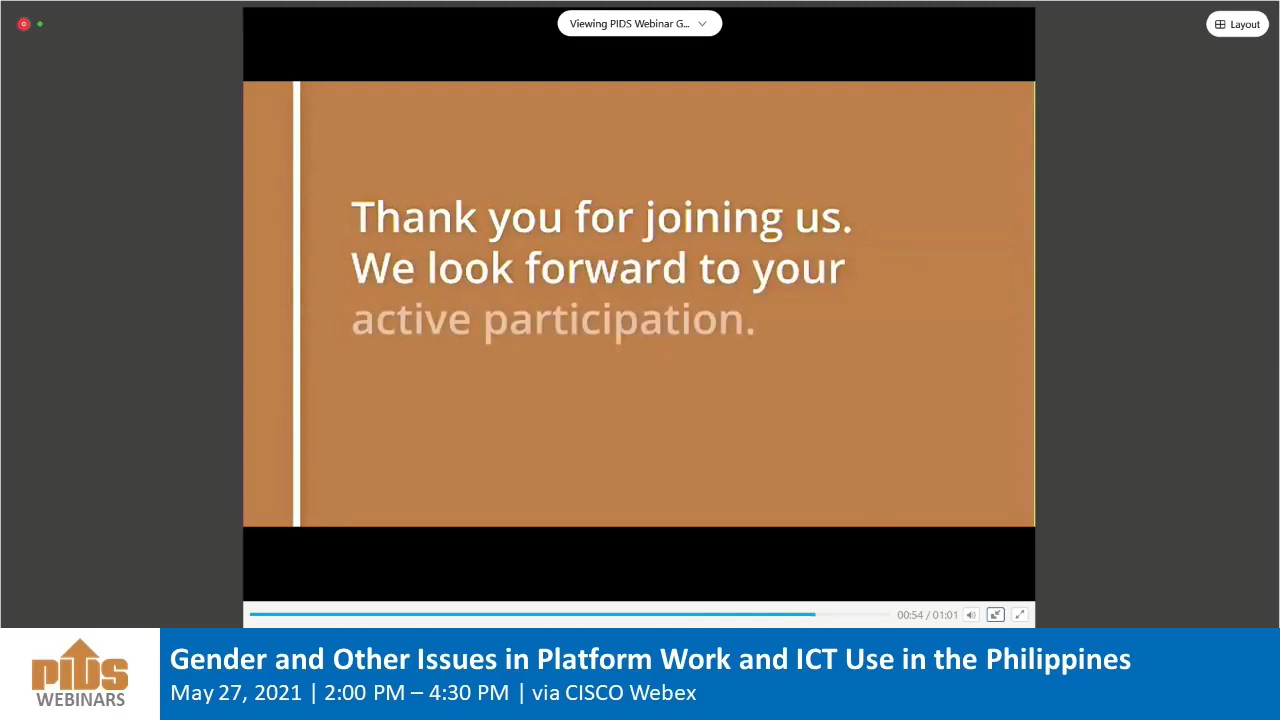 Viewing PIDS Webinar G...
Layout
Thank you for joining us.
We look forward to your
active participation.
00:54 / 01:01
PIDS
WEBINARS
Gender and Other Issues in Platform Work and ICT Use in the Philippines
May 27, 2021 | 2:00 PM – 4:30 PM | via CISCO Webex